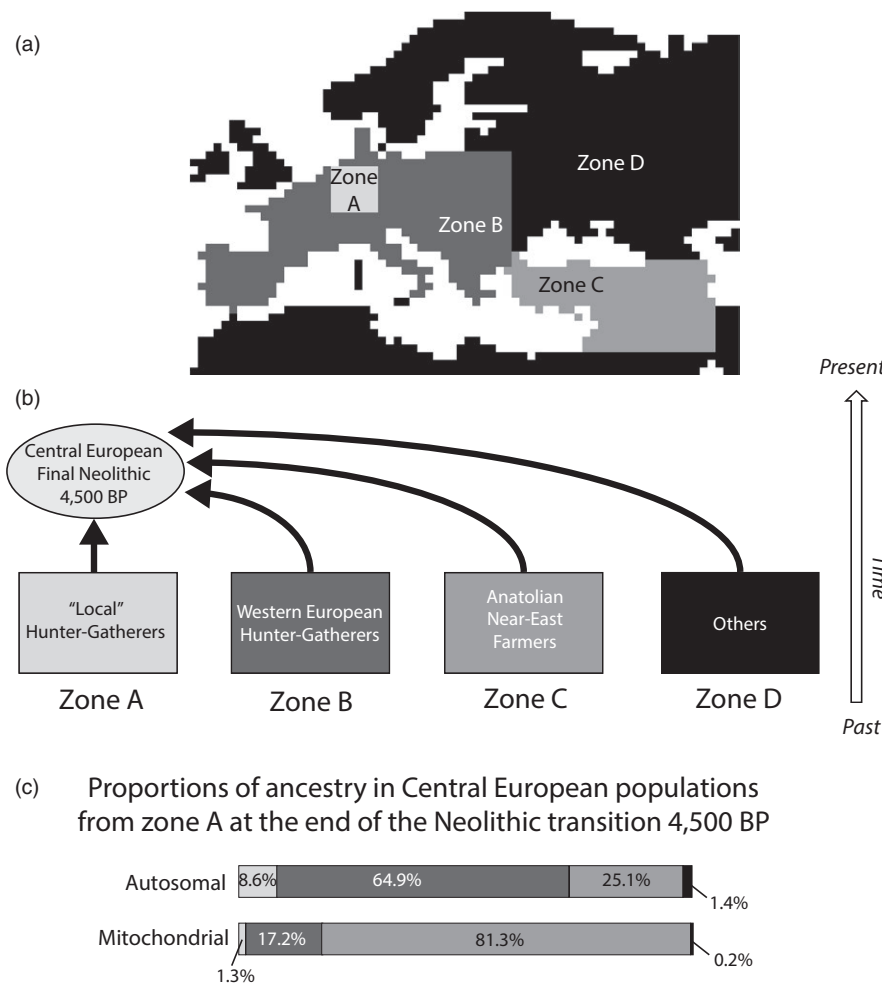 (a)
Zone
A
Zone B
Zone D
Zone C
(b)
Present
Central European
Final Neolithic
4,500 BP
"Local"
Hunter-Gatherers
Western European
Hunter-Gatherers
Anatolian
Near-East
Farmers
Others
Time
Zone A
Zone B
Zone C
Zone D
Past
(c)
Proportions of ancestry in Central European populations
from zone A at the end of the Neolithic transition 4,500 BP
Autosomal
8.6%
64.9%
25.1%
1.4%
Mitochondrial
1.3%
17.2%
81.3%
0.2%